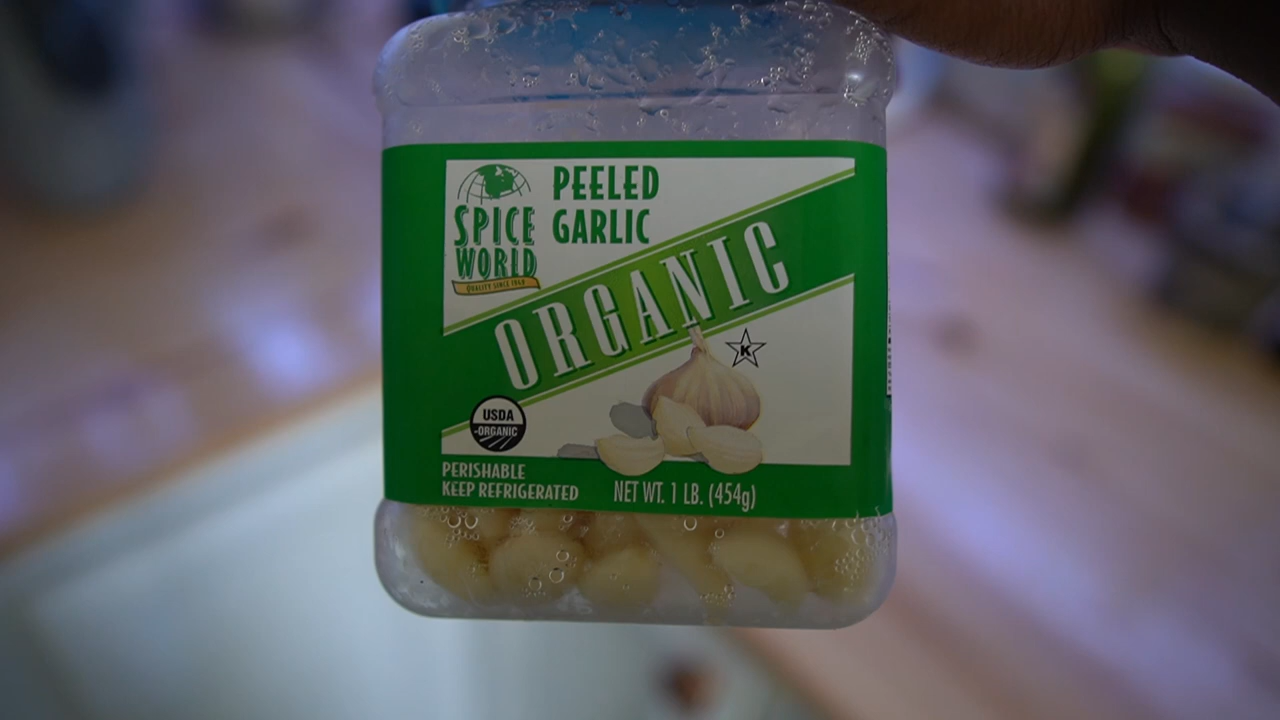 PEELED
GARLIC
SPICE
WORLD
QUALITY SINCE 1949
ORGANIC
K
USDA
ORGANIC
PERISHABLE
KEEP REFRIGERATED
NET WT. 1 LB. (454g)